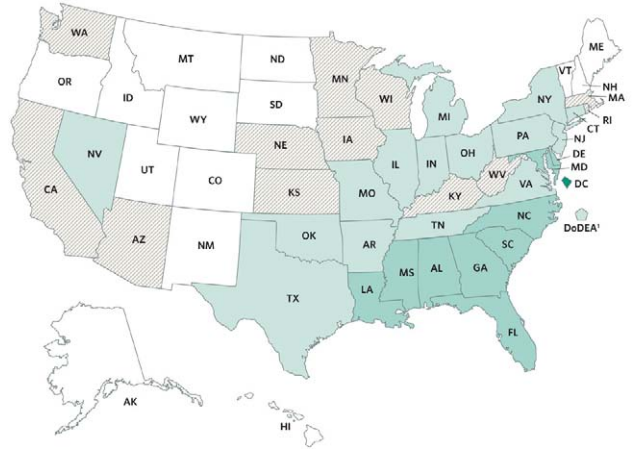 WA
MT
ND
MN
ME
VT
NH
MA
RI
CT
NJ
DE
MD
DC
DoDEA¹
OR
ID
WY
SD
WI
MI
NY
PA
NV
UT
CO
NE
IA
IL
IN
OH
WV
VA
KS
MO
KY
CA
AZ
NM
OK
AR
TN
NC
SC
TX
LA
MS
AL
GA
FL
AK
HI